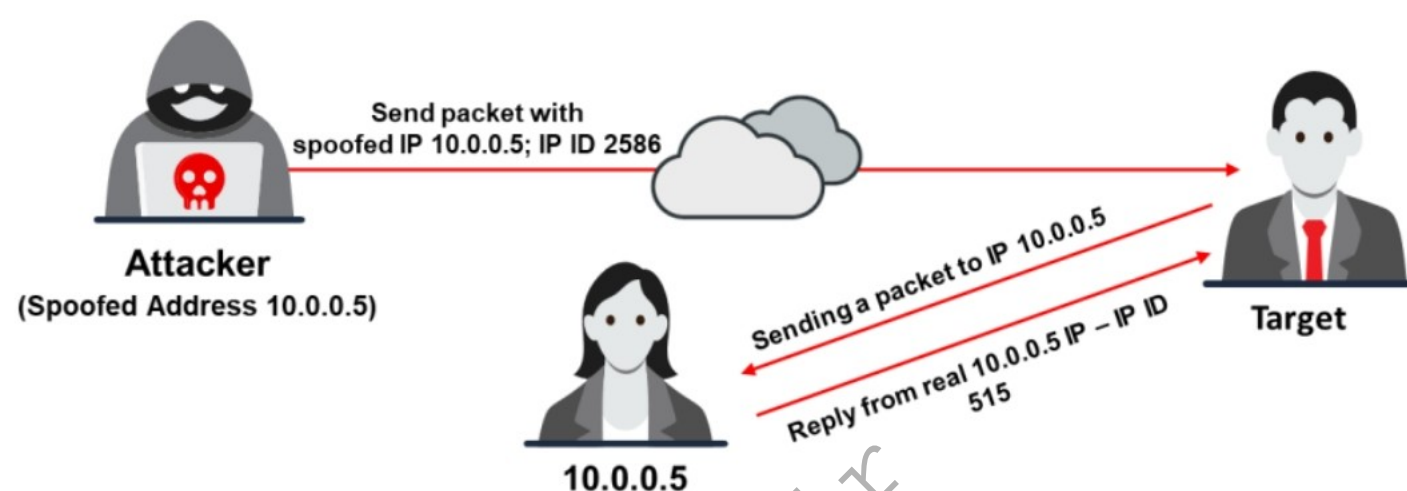 Send packet with
spoofed IP 10.0.0.5; IP ID 2586
Attacker
(Spoofed Address 10.0.0.5)
Sending a packet to IP 10.0.0.5
Reply from real 10.0.0.5 IP – IP ID
515
Target
10.0.0.5